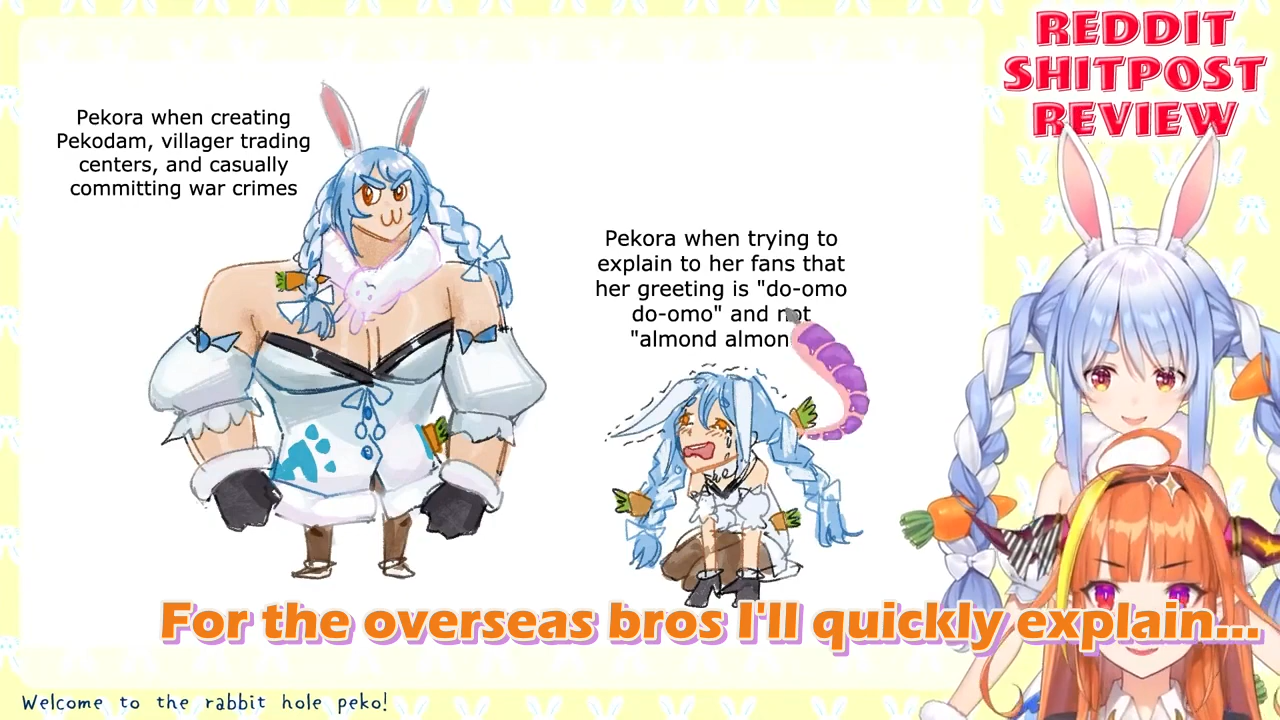 REDDIT
SHITPOST
REVIEW
Pekora when creating
Pekodam, villager trading
centers, and casually
committing war crimes
Pekora when trying to
explain to her fans that
her greeting is "do-omo
do-omo" and not
"almond almon
For the overseas bros I'll quickly explain...
Welcome to the rabbit hole peko!